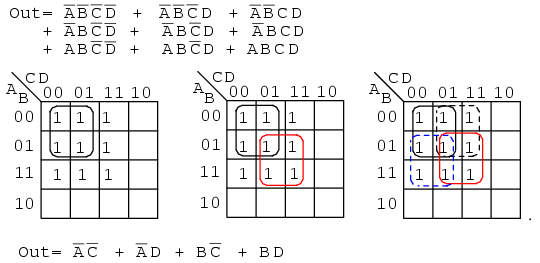 Out= A̅B̅C̅D̅ + A̅B̅C̅D + A̅B̅CD
+ A̅BC̅D̅ + A̅BC̅D + A̅BCD
+ ABC̅D̅ + ABC̅D + ABCD
CD
A B 00 01 11 10
00 1 1 1
01 1 1 1
11 1 1 1
10
CD
A B 00 01 11 10
00 1 1 1
01 1 1 1
11 1 1 1
10
CD
A B 00 01 11 10
00 1 1 1
01 1 1 1
11 1 1 1
10 .
Out= A̅C̅ + A̅D + BC̅ + BD